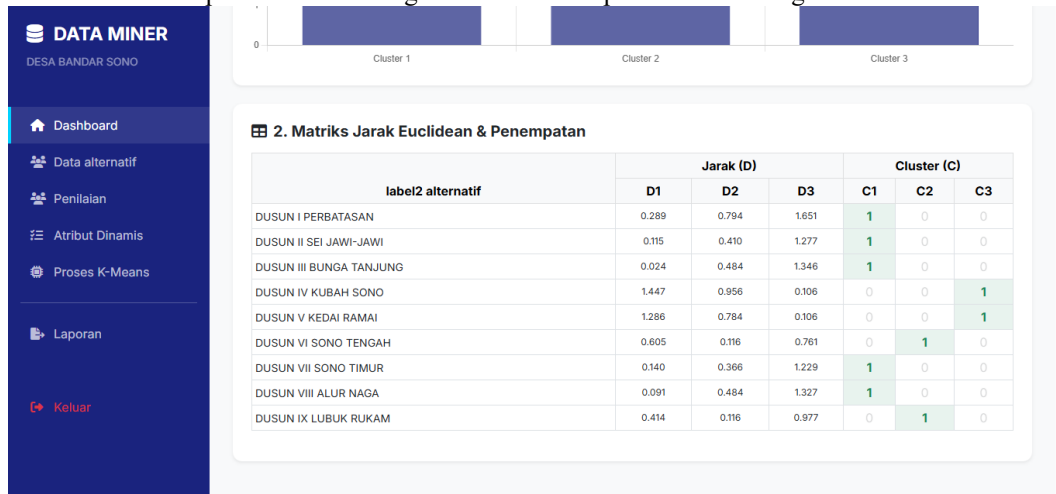 DATA MINER
DESA BANDAR SONO
Dashboard
Data alternatif
Penilaian
Atribut Dinamis
Proses K-Means
Laporan
Keluar
0
Cluster 1 Cluster 2 Cluster 3
2. Matriks Jarak Euclidean & Penempatan
label2 alternatif Jarak (D) Cluster (C)
D1 D2 D3 C1 C2 C3
DUSUN I PERBATASAN 0.289 0.794 1.651 1 0 0
DUSUN II SEI JAWI-JAWI 0.115 0.410 1.277 1 0 0
DUSUN III BUNGA TANJUNG 0.024 0.484 1.346 1 0 0
DUSUN IV KUBAH SONO 1.447 0.956 0.106 0 0 1
DUSUN V KEDAI RAMAI 1.286 0.784 0.106 0 0 1
DUSUN VI SONO TENGAH 0.605 0.116 0.761 0 1 0
DUSUN VII SONO TIMUR 0.140 0.366 1.229 1 0 0
DUSUN VIII ALUR NAGA 0.091 0.484 1.327 1 0 0
DUSUN IX LUBUK RUKAM 0.414 0.116 0.977 0 1 0